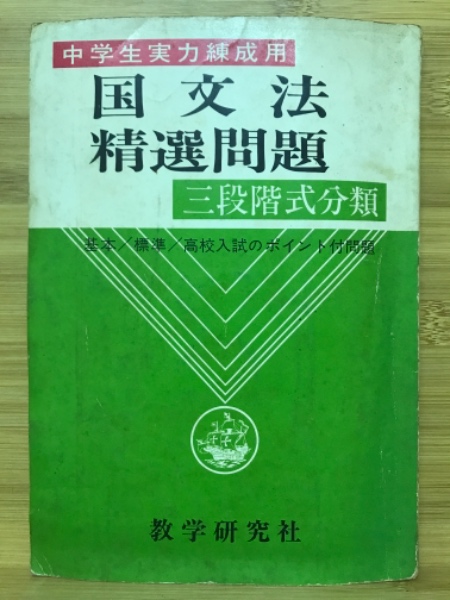 中学生実力練成用
国文法
精選問題
三段階式分類
基本/標準/高校入試のポイント付問題
教学研究社